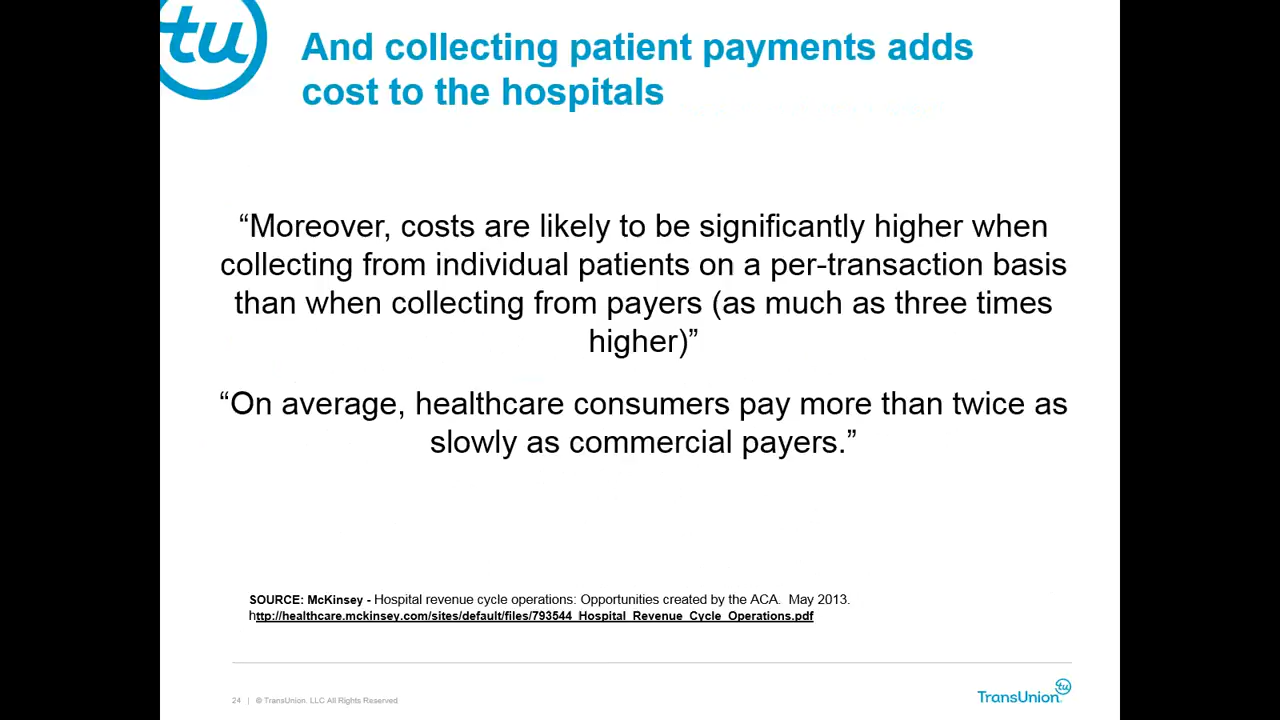 tu
And collecting patient payments adds
cost to the hospitals
“Moreover, costs are likely to be significantly higher when
collecting from individual patients on a per-transaction basis
than when collecting from payers (as much as three times
higher)”
“On average, healthcare consumers pay more than twice as
slowly as commercial payers.”
SOURCE: McKinsey - Hospital revenue cycle operations: Opportunities created by the ACA. May 2013.
http://healthcare.mckinsey.com/sites/default/files/793544_Hospital_Revenue_Cycle_Operations.pdf
24 | © TransUnion. LLC All Rights Reserved
TransUnion tu